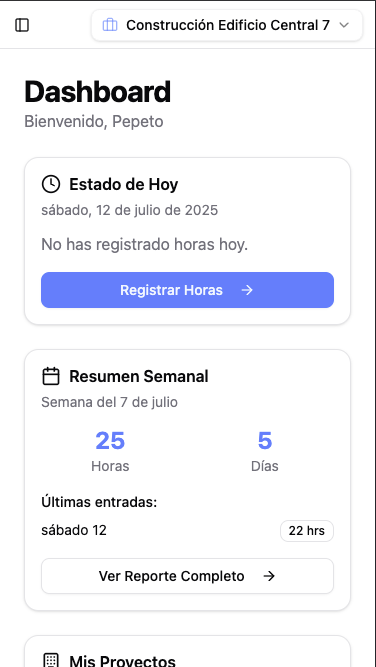 Construcción Edificio Central 7
Dashboard
Bienvenido, Pepeto
Estado de Hoy
sábado, 12 de julio de 2025
No has registrado horas hoy.
Registrar Horas
Resumen Semanal
Semana del 7 de julio
25 5
Horas Días
Últimas entradas:
sábado 12 22 hrs
Ver Reporte Completo
Mis Proyectos